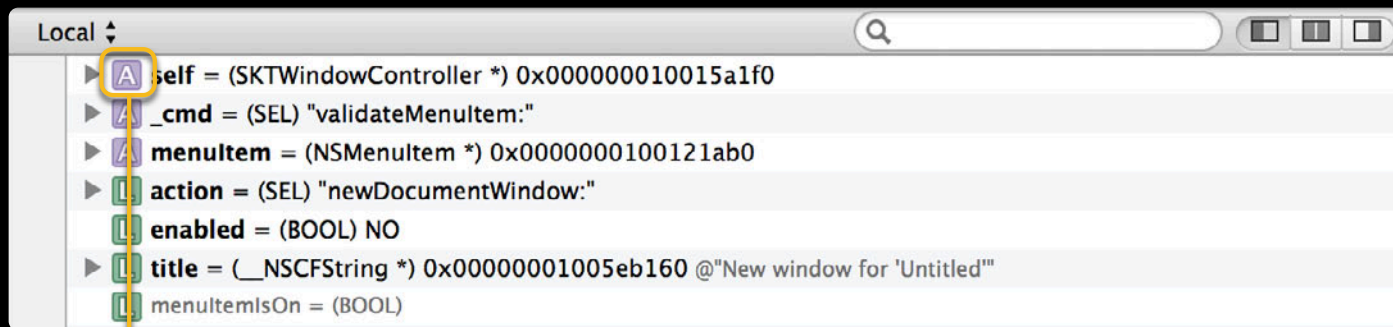 Local
A self = (SKTWindowController *) 0x000000010015a1f0
A _cmd = (SEL) "validateMenuItem:"
A menuItem = (NSMenuItem *) 0x0000000100121ab0
L action = (SEL) "newDocumentWindow:"
L enabled = (BOOL) NO
L title = (__NSCFString *) 0x00000001005eb160 @"New window for 'Untitled'"
L menuItemIsOn = (BOOL)